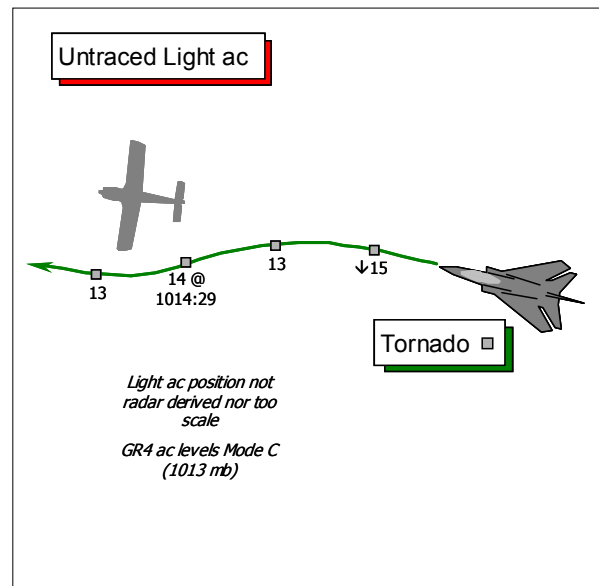 Untraced Light ac
13
↓15
13
14 @
1014:29
Tornado
Light ac position not
radar derived nor too
scale
GR4 ac levels Mode C
(1013 mb)